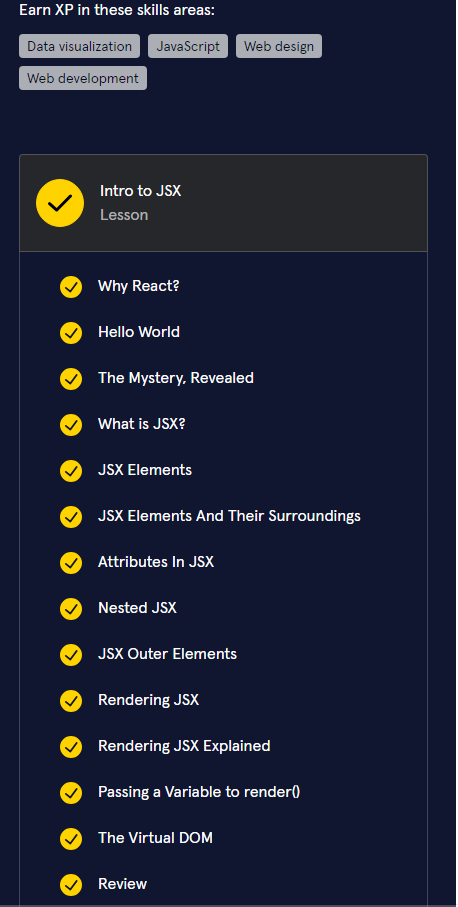 Earn XP in these skills areas:
Data visualization JavaScript Web design
Web development
Intro to JSX
Lesson
Why React?
Hello World
The Mystery, Revealed
What is JSX?
JSX Elements
JSX Elements And Their Surroundings
Attributes In JSX
Nested JSX
JSX Outer Elements
Rendering JSX
Rendering JSX Explained
Passing a Variable to render()
The Virtual DOM
Review